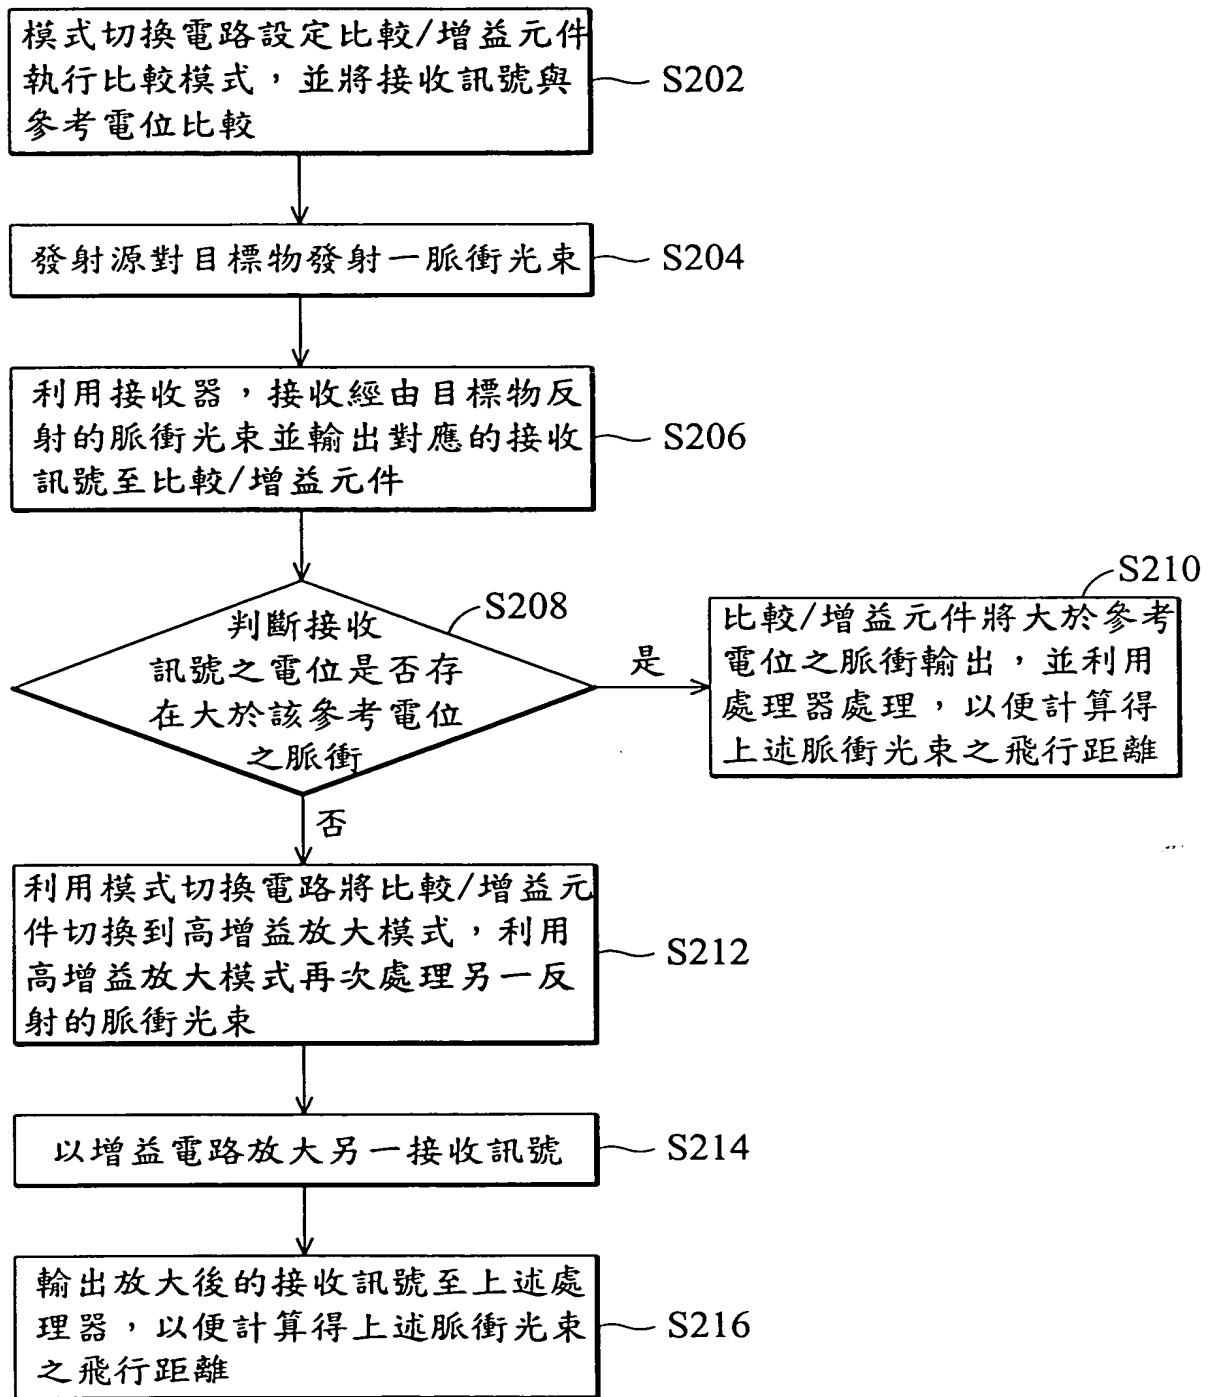 模式切換電路設定比較/增益元件
執行比較模式，並將接收訊號與
參考電位比較
S202
發射源對目標物發射一脈衝光束
S204
利用接收器，接收經由目標物反
射的脈衝光束並輸出對應的接收
訊號至比較/增益元件
S206
判斷接收
訊號之電位是否存
在大於該參考電位
之脈衝
S208
是
比較/增益元件將大於參考
電位之脈衝輸出，並利用
處理器處理，以便計算得
上述脈衝光束之飛行距離
S210
否
利用模式切換電路將比較/增益元
件切換到高增益放大模式，利用
高增益放大模式再次處理另一反
射的脈衝光束
S212
以增益電路放大另一接收訊號
S214
輸出放大後的接收訊號至上述處
理器，以便計算得上述脈衝光束
之飛行距離
S216